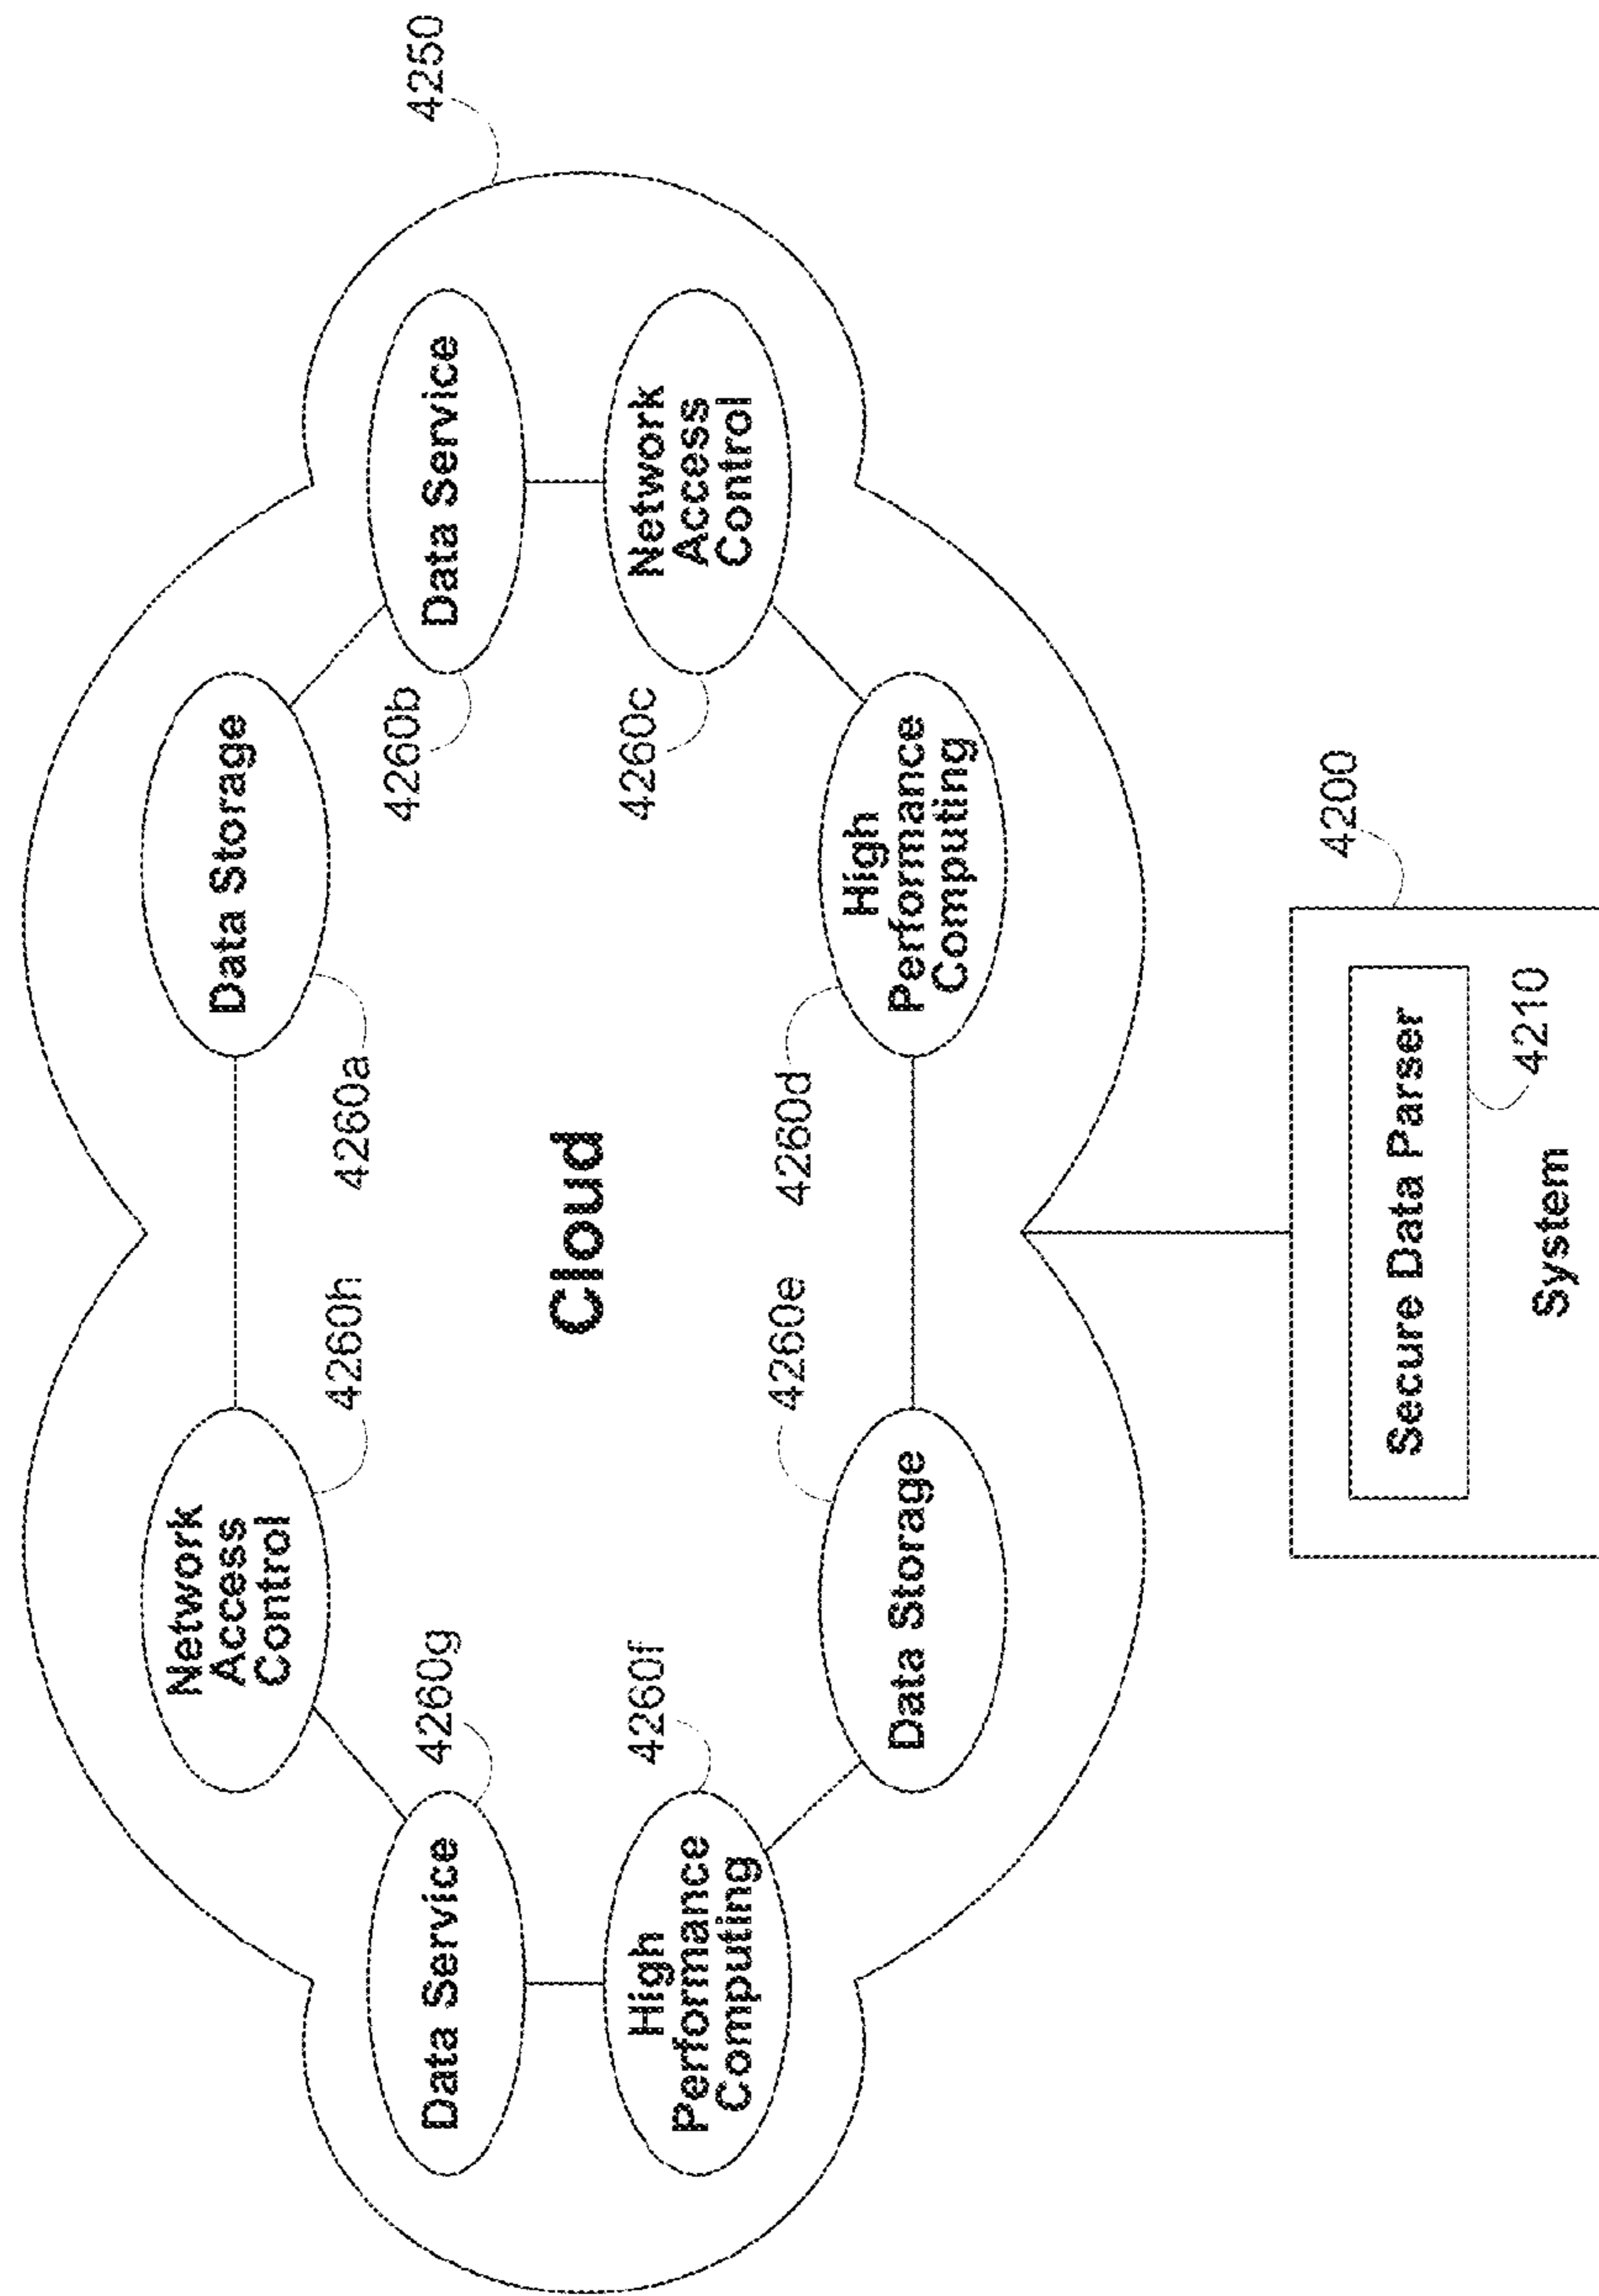 4250
Network
Access
Control
Data Storage
4260h
4260a
Data Service
4260g
4260b
Data Service
Cloud
High
Performance
Computing
4260f
4260c
Network
Access
Control
4260e
4260d
Data Storage
High
Performance
Computing
4200
Secure Data Parser
4210
System